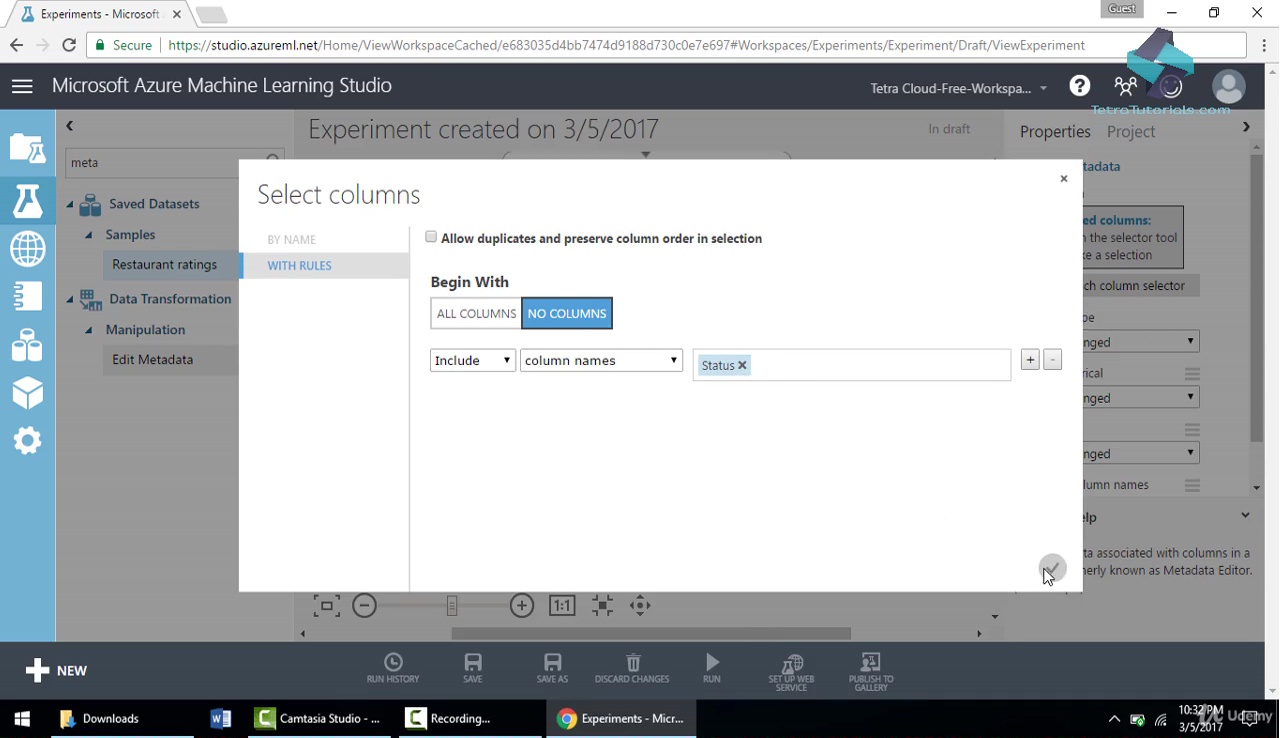 Experiments - Microsoft
Guest
Secure
https://studio.azureml.net/Home/ViewWorkspaceCached/e683035d4bb7474d9188d730c0e7e697#Workspaces/Experiments/Experiment/Draft/ViewExperiment
Microsoft Azure Machine Learning Studio
Tetra Cloud-Free-Workspa...
TetraTutorials.com
Experiment created on 3/5/2017
In draft
Properties
Project
meta
Saved Datasets
Samples
Restaurant ratings
Data Transformation
Manipulation
Edit Metadata
Select columns
BY NAME
WITH RULES
Allow duplicates and preserve column order in selection
Begin With
ALL COLUMNS
NO COLUMNS
Include
column names
Status
tadata
ed columns:
n the selector tool
ke a selection
ch column selector
pe
nged
rical
nged
nged
lumn names
elp
ta associated with columns in a
merly known as Metadata Editor.
1:1
NEW
RUN HISTORY
SAVE
SAVE AS
DISCARD CHANGES
RUN
SET UP WEB
SERVICE
PUBLISH TO
GALLERY
Downloads
Camtasia Studio - ...
Recording...
Experiments - Micr...
10:32 PM
3/5/2017
Udemy